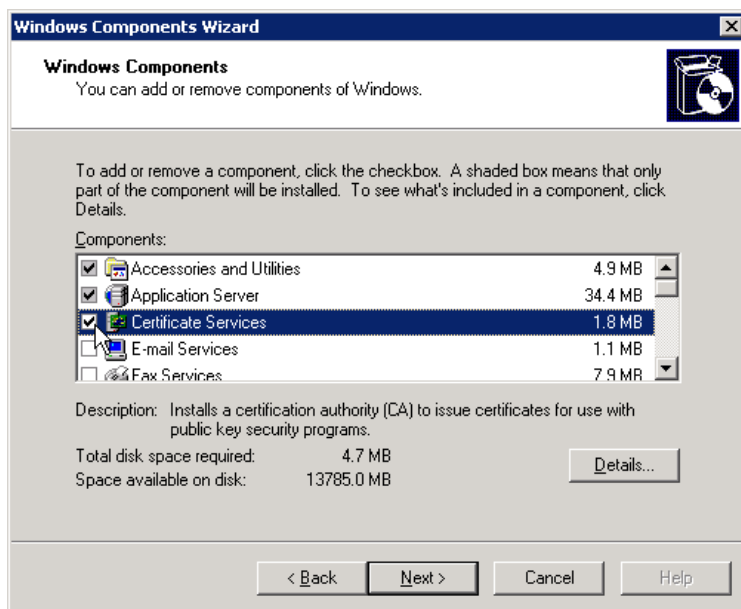 Windows Components Wizard
Windows Components
You can add or remove components of Windows.
To add or remove a component, click the checkbox. A shaded box means that only
part of the component will be installed. To see what's included in a component, click
Details.
Components:
Accessories and Utilities 4.9 MB
Application Server 34.4 MB
Certificate Services 1.8 MB
E-mail Services 1.1 MB
Fax Services 7.9 MB
Description: Installs a certification authority (CA) to issue certificates for use with
public key security programs.
Total disk space required: 4.7 MB
Space available on disk: 13785.0 MB
Details...
< Back Next > Cancel Help